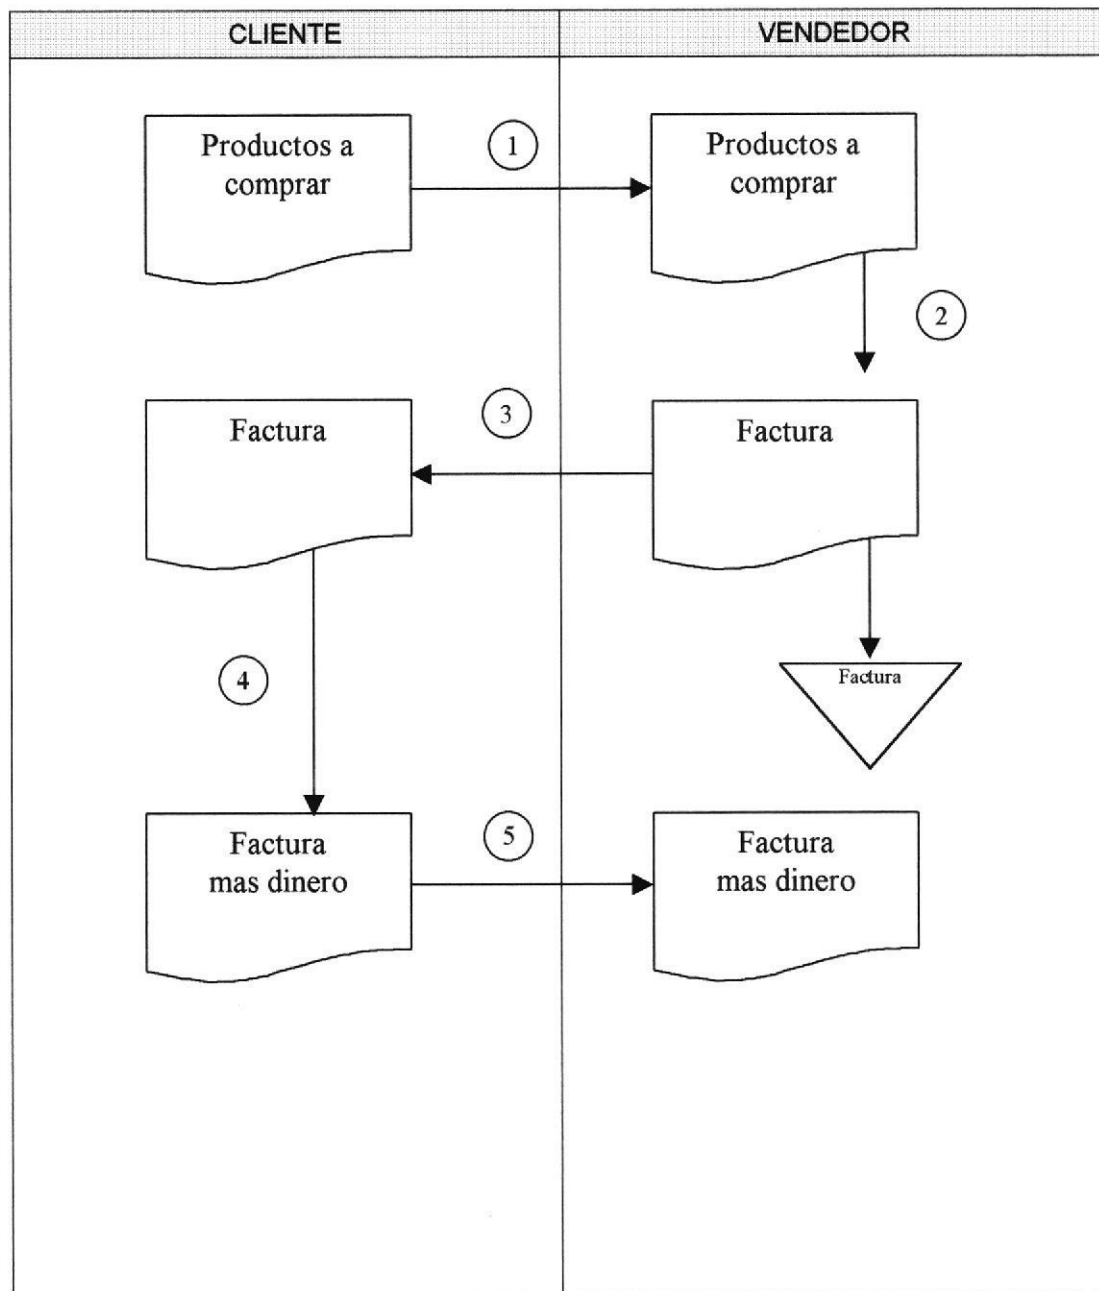 CLIENTE
VENDEDOR
Productos a
comprar
1
Productos a
comprar
2
Factura
3
Factura
4
Factura
Factura
mas dinero
5
Factura
mas dinero